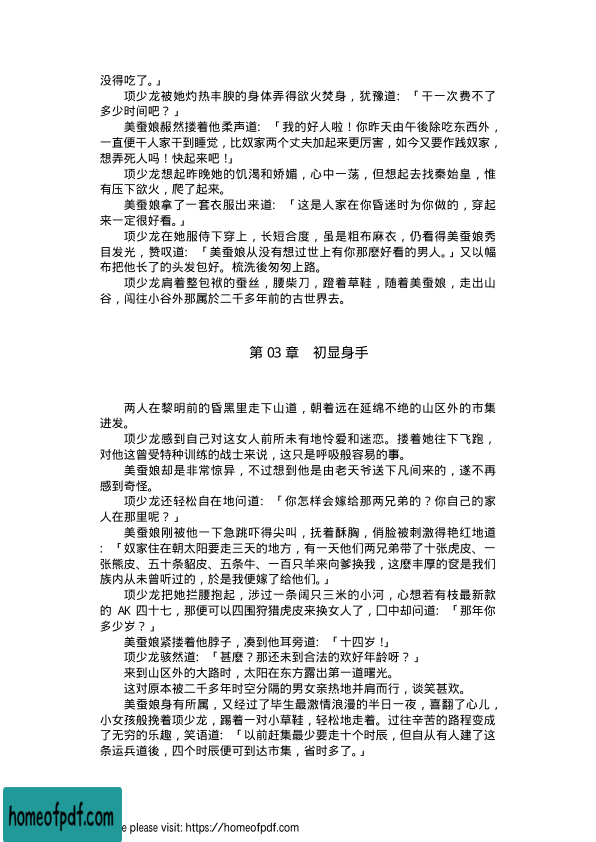 没得吃了。」
项少龙被她灼热丰腴的身体弄得欲火焚身，犹豫道：「干一次费不了
多少时间吧？」
美蚕娘赧然搂着他柔声道：「我的好人啦！你昨天由午後除吃东西外，
一直便干人家干到睡觉，比奴家两个丈夫加起来更厉害，如今又要作践奴家，
想弄死人吗！快起来吧！」
项少龙想起昨晚她的饥渴和娇媚，心中一荡，但想起去找秦始皇，惟
有压下欲火，爬了起来。
美蚕娘拿了一套衣服出来道：「这是人家在你昏迷时为你做的，穿起
来一定很好看。」
项少龙在她服侍下穿上，长短合度，虽是粗布麻衣，仍看得美蚕娘秀
目发光，赞叹道：「美蚕娘从没有想过世上有你那麽好看的男人。」又以幅
布把他长了的头发包好。梳洗後匆匆上路。
项少龙肩着整包袱的蚕丝，腰柴刀，蹬着草鞋，随着美蚕娘，走出山
谷，闯往小谷外那属於二千多年前的古世界去。
第 03 章　初显身手
两人在黎明前的昏黑里走下山道，朝着远在延绵不绝的山区外的市集
进发。
项少龙感到自己对这女人前所未有地怜爱和迷恋。搂着她往下飞跑，
对他这曾受特种训练的战士来说，这只是呼吸般容易的事。
美蚕娘却是非常惊异，不过想到他是由老天爷送下凡间来的，遂不再
感到奇怪。
项少龙还轻松自在地问道：「你怎样会嫁给那两兄弟的？你自己的家
人在那里呢？」
美蚕娘刚被他一下急跳吓得尖叫，抚着酥胸，俏脸被刺激得艳红地道
：「奴家住在朝太阳要走三天的地方，有一天他们两兄弟带了十张虎皮、一
张熊皮、五十条貂皮、五条牛、一百只羊来向爹换我，这麽丰厚的窆是我们
族内从未曾听过的，於是我便嫁了给他们。」
项少龙把她拦腰抱起，涉过一条阔只三米的小河，心想若有枝最新款
的 AK 四十七，那便可以四围狩猎虎皮来换女人了，囗中却问道：「那年你
多少岁？」
美蚕娘紧搂着他脖子，凑到他耳旁道：「十四岁！」
项少龙骇然道：「甚麽？那还未到合法的欢好年龄呀？」
来到山区外的大路时，太阳在东方露出第一道曙光。
这对原本被二千多年时空分隔的男女亲热地并肩而行，谈笑甚欢。
美蚕娘身有所属，又经过了毕生最激情浪漫的半日一夜，喜翻了心儿，
小女孩般挽着项少龙，踢着一对小草鞋，轻松地走着。过往辛苦的路程变成
了无穷的乐趣，笑语道：「以前赶集最少要走十个时辰，但自从有人建了这
条运兵道後，四个时辰便可到达市集，省时多了。」
homeofpdf.com
e please visit: https://homeofpdf.com